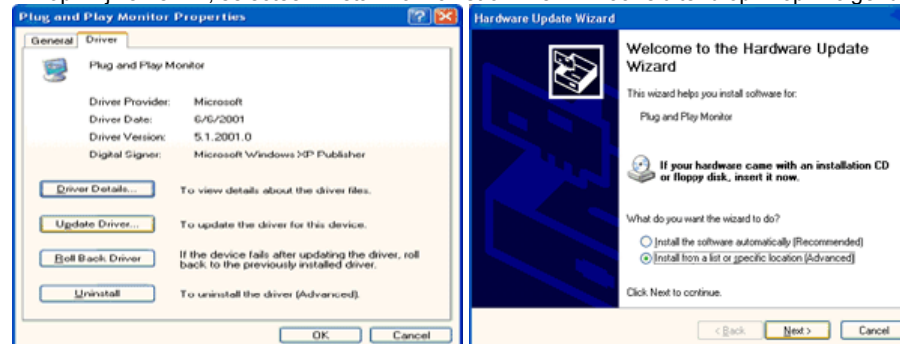 Plug and Play Monitor Properties
General Driver
Plug and Play Monitor
Driver Provider: Microsoft
Driver Date: 6/6/2001
Driver Version: 5.1.2001.0
Digital Signer: Microsoft Windows XP Publisher
Driver Details... To view details about the driver files.
Update Driver... To update the driver for this device.
Roll Back Driver If the device fails after updating the driver, roll
back to the previously installed driver.
Uninstall To uninstall the driver (Advanced).
OK Cancel
Hardware Update Wizard
Welcome to the Hardware Update
Wizard
This wizard helps you install software for:
Plug and Play Monitor
If your hardware came with an installation CD
or floppy disk, insert it now.
What do you want the wizard to do?
Install the software automatically (Recommended)
Install from a list or specific location (Advanced)
Click Next to continue.
< Back Next > Cancel